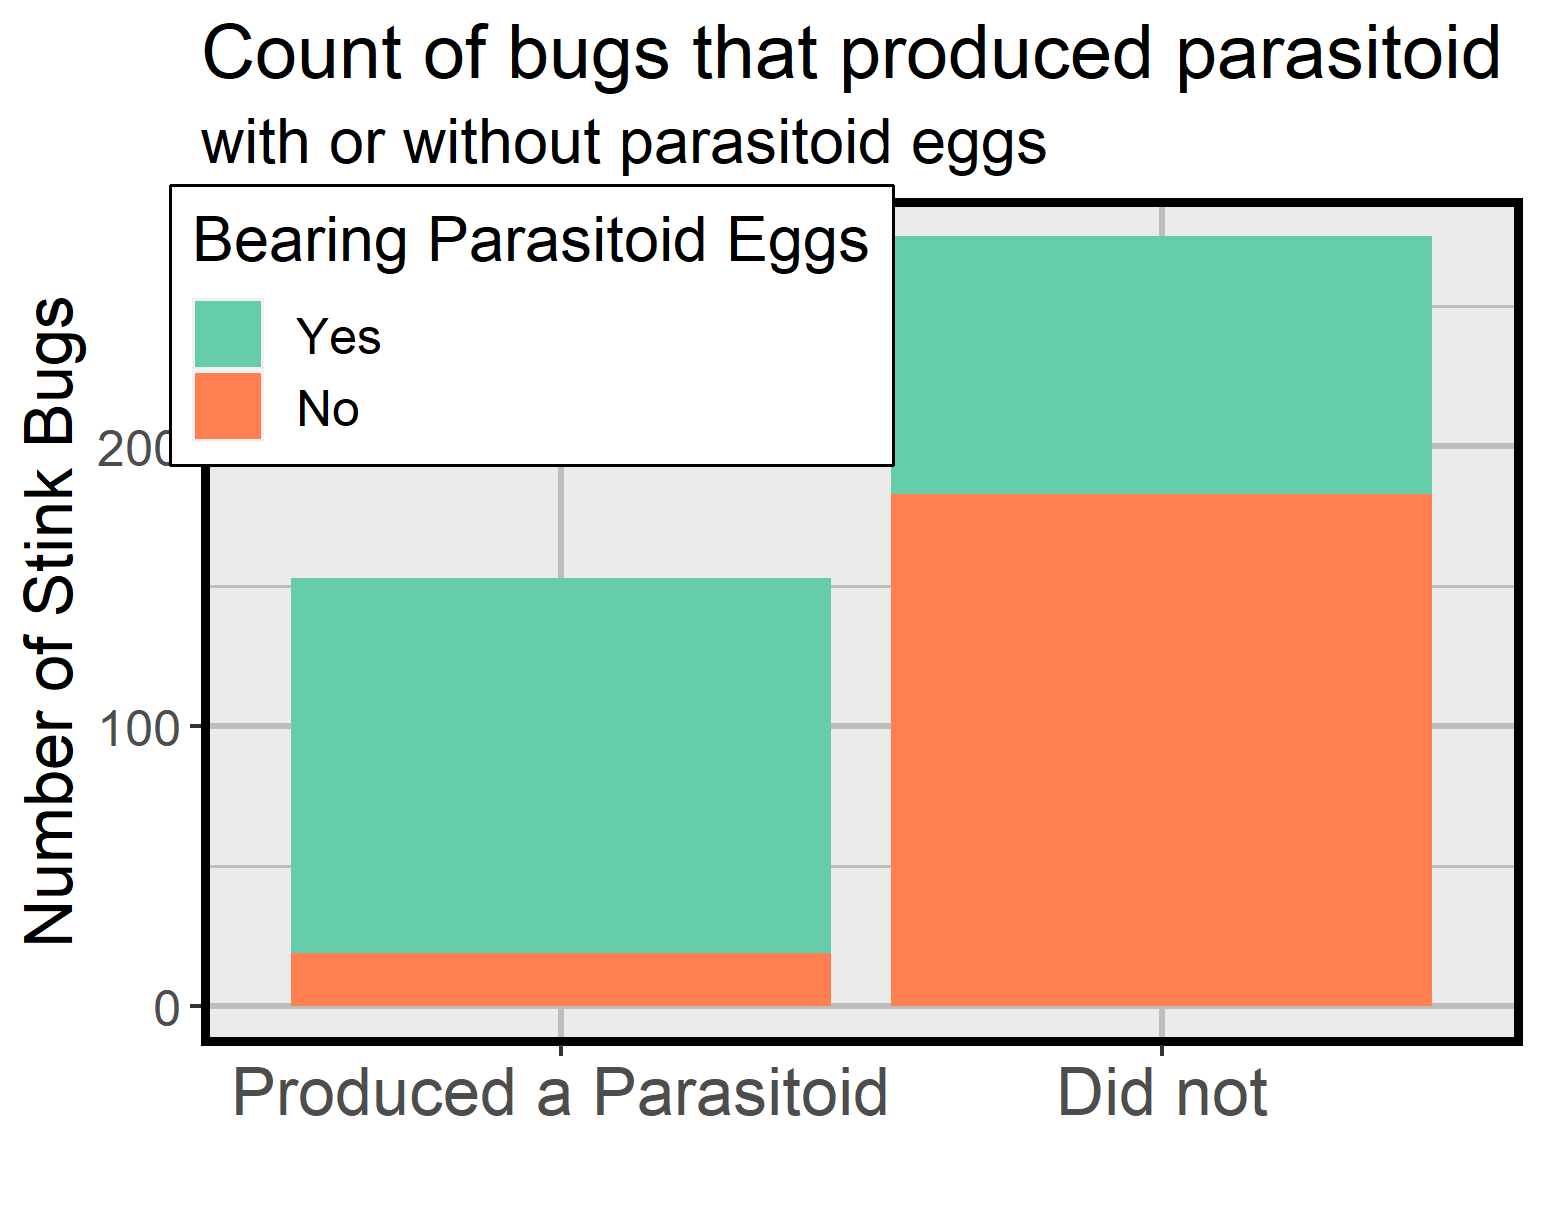 Count of bugs that produced parasitoid
with or without parasitoid eggs
Bearing Parasitoid Eggs
Yes
No
Number of Stink Bugs
200
100
0
Produced a Parasitoid
Did not